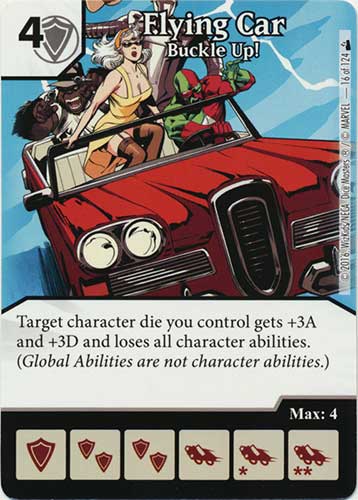 4
Flying Car
Buckle Up!
© 2016 WizKids/NECA. Dice Masters ® / © MARVEL — 16 of 124
Target character die you control gets +3A
and +3D and loses all character abilities.
(Global Abilities are not character abilities.)
Max: 4
*
**